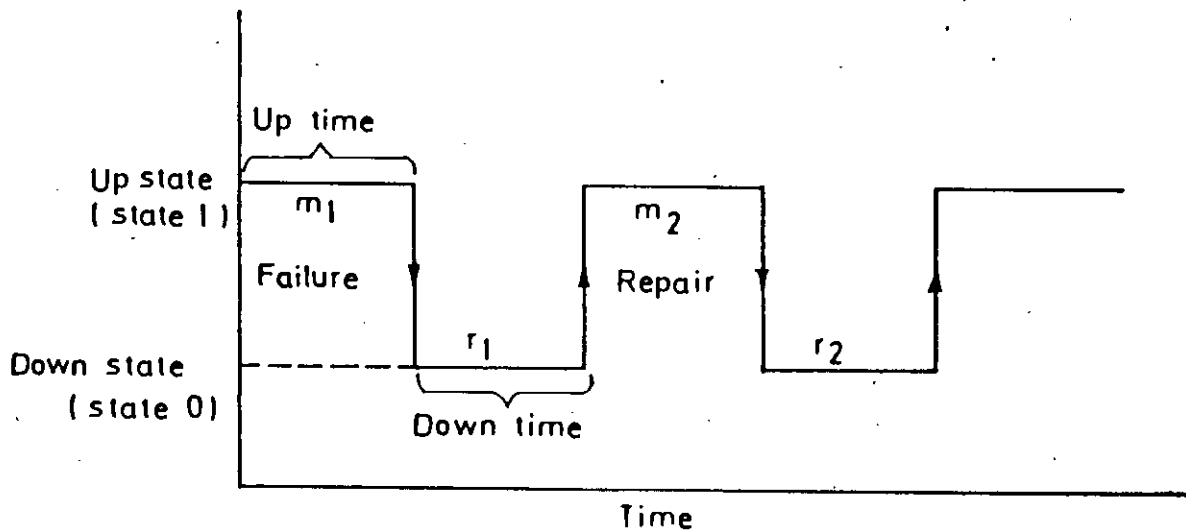 Up time
Up state
( state 1 )
m1
m2
Failure
Repair
r1
r2
Down state
( state 0)
Down time
Time